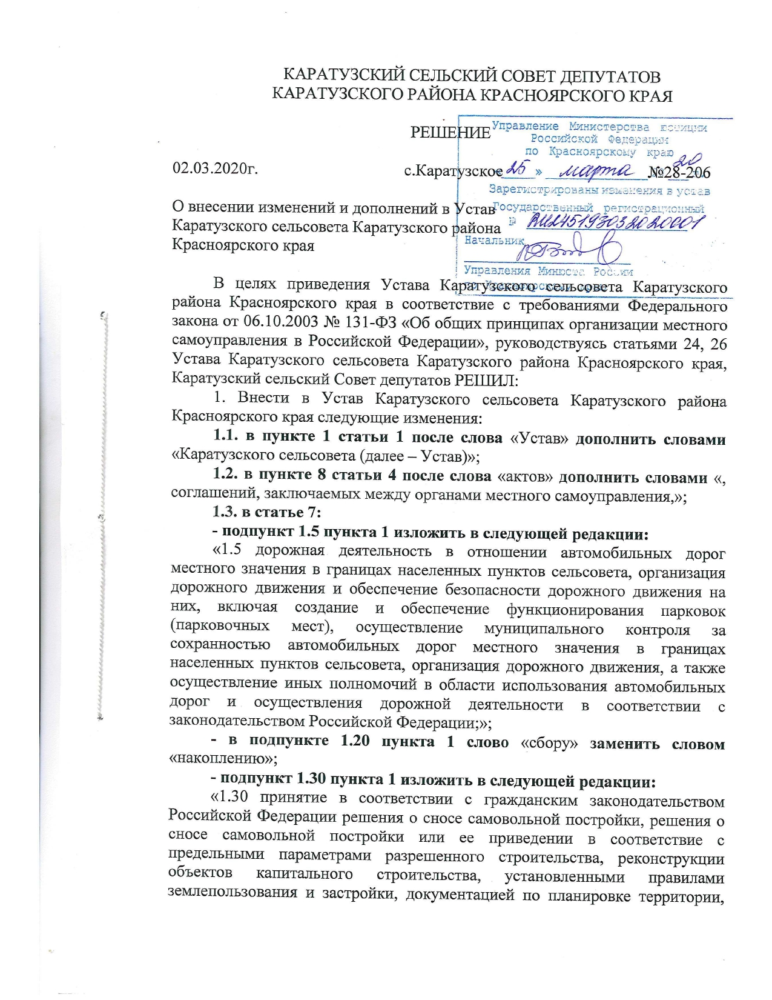 КАРАТУЗСКИЙ СЕЛЬСКИЙ СОВЕТ ДЕПУТАТОВ
КАРАТУЗСКОГО РАЙОНА КРАСНОЯРСКОГО КРАЯ
РЕШЕНИЕ
Управление Министерства юстиции
Российской Федерации
по Красноярскому краю
02.03.2020г. с.Каратузское №28-206
«25» марта 20
Зарегистрированы изменения в устав
Государственный регистрационный
№ RU245193032020001
Начальник
Управления Минюста России
по Красноярскому краю
О внесении изменений и дополнений в Устав
Каратузского сельсовета Каратузского района
Красноярского края
В целях приведения Устава Каратузского сельсовета Каратузского
района Красноярского края в соответствие с требованиями Федерального
закона от 06.10.2003 № 131-ФЗ «Об общих принципах организации местного
самоуправления в Российской Федерации», руководствуясь статьями 24, 26
Устава Каратузского сельсовета Каратузского района Красноярского края,
Каратузский сельский Совет депутатов РЕШИЛ:
1. Внести в Устав Каратузского сельсовета Каратузского района
Красноярского края следующие изменения:
1.1. в пункте 1 статьи 1 после слова «Устав» дополнить словами
«Каратузского сельсовета (далее – Устав)»;
1.2. в пункте 8 статьи 4 после слова «актов» дополнить словами «,
соглашений, заключаемых между органами местного самоуправления,»;
1.3. в статье 7:
- подпункт 1.5 пункта 1 изложить в следующей редакции:
«1.5 дорожная деятельность в отношении автомобильных дорог
местного значения в границах населенных пунктов сельсовета, организация
дорожного движения и обеспечение безопасности дорожного движения на
них, включая создание и обеспечение функционирования парковок
(парковочных мест), осуществление муниципального контроля за
сохранностью автомобильных дорог местного значения в границах
населенных пунктов сельсовета, организация дорожного движения, а также
осуществление иных полномочий в области использования автомобильных
дорог и осуществления дорожной деятельности в соответствии с
законодательством Российской Федерации;»;
- в подпункте 1.20 пункта 1 слово «сбору» заменить словом
«накоплению»;
- подпункт 1.30 пункта 1 изложить в следующей редакции:
«1.30 принятие в соответствии с гражданским законодательством
Российской Федерации решения о сносе самовольной постройки, решения о
сносе самовольной постройки или ее приведении в соответствие с
предельными параметрами разрешенного строительства, реконструкции
объектов капитального строительства, установленными правилами
землепользования и застройки, документацией по планировке территории,